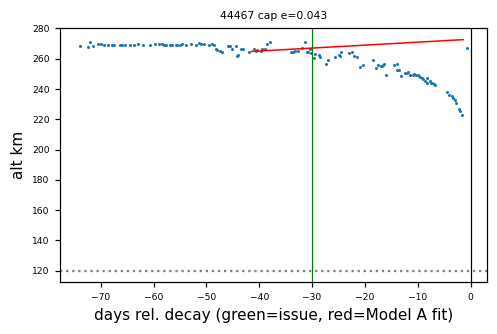 44467 cap e=0.043
alt km
280
260
240
220
200
180
160
140
120
−70 −60 −50 −40 −30 −20 −10 0
days rel. decay (green=issue, red=Model A fit)